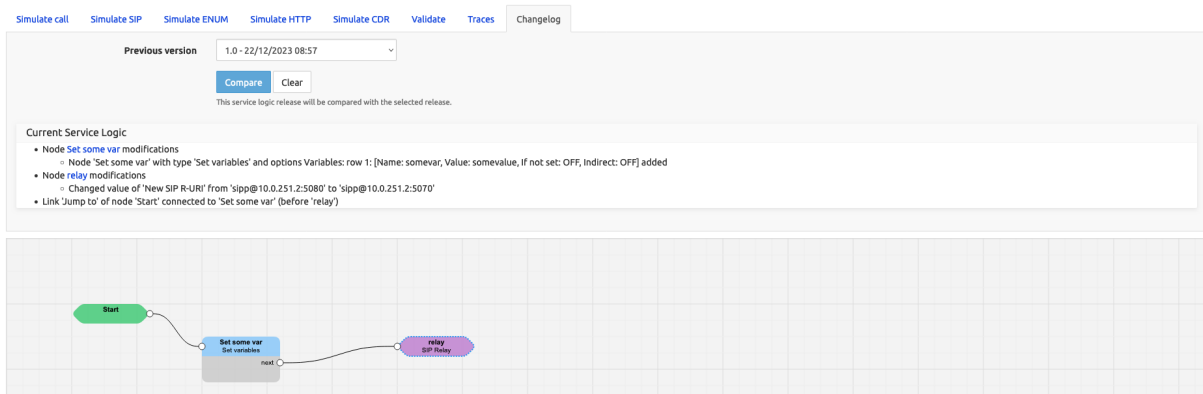 Simulate call Simulate SIP Simulate ENUM Simulate HTTP Simulate CDR Validate Traces Changelog
Previous version 1.0 - 22/12/2023 08:57
Compare Clear
This service logic release will be compared with the selected release.
Current Service Logic
• Node Set some var modifications
◦ Node 'Set some var' with type 'Set variables' and options Variables: row 1: [Name: somevar, Value: somevalue, If not set: OFF, Indirect: OFF] added
• Node relay modifications
◦ Changed value of 'New SIP R-URI' from 'sipp@10.0.251.2:5080' to 'sipp@10.0.251.2:5070'
• Link 'Jump to' of node 'Start' connected to 'Set some var' (before 'relay')
Start
Set some var
Set variables
next
relay
SIP Relay